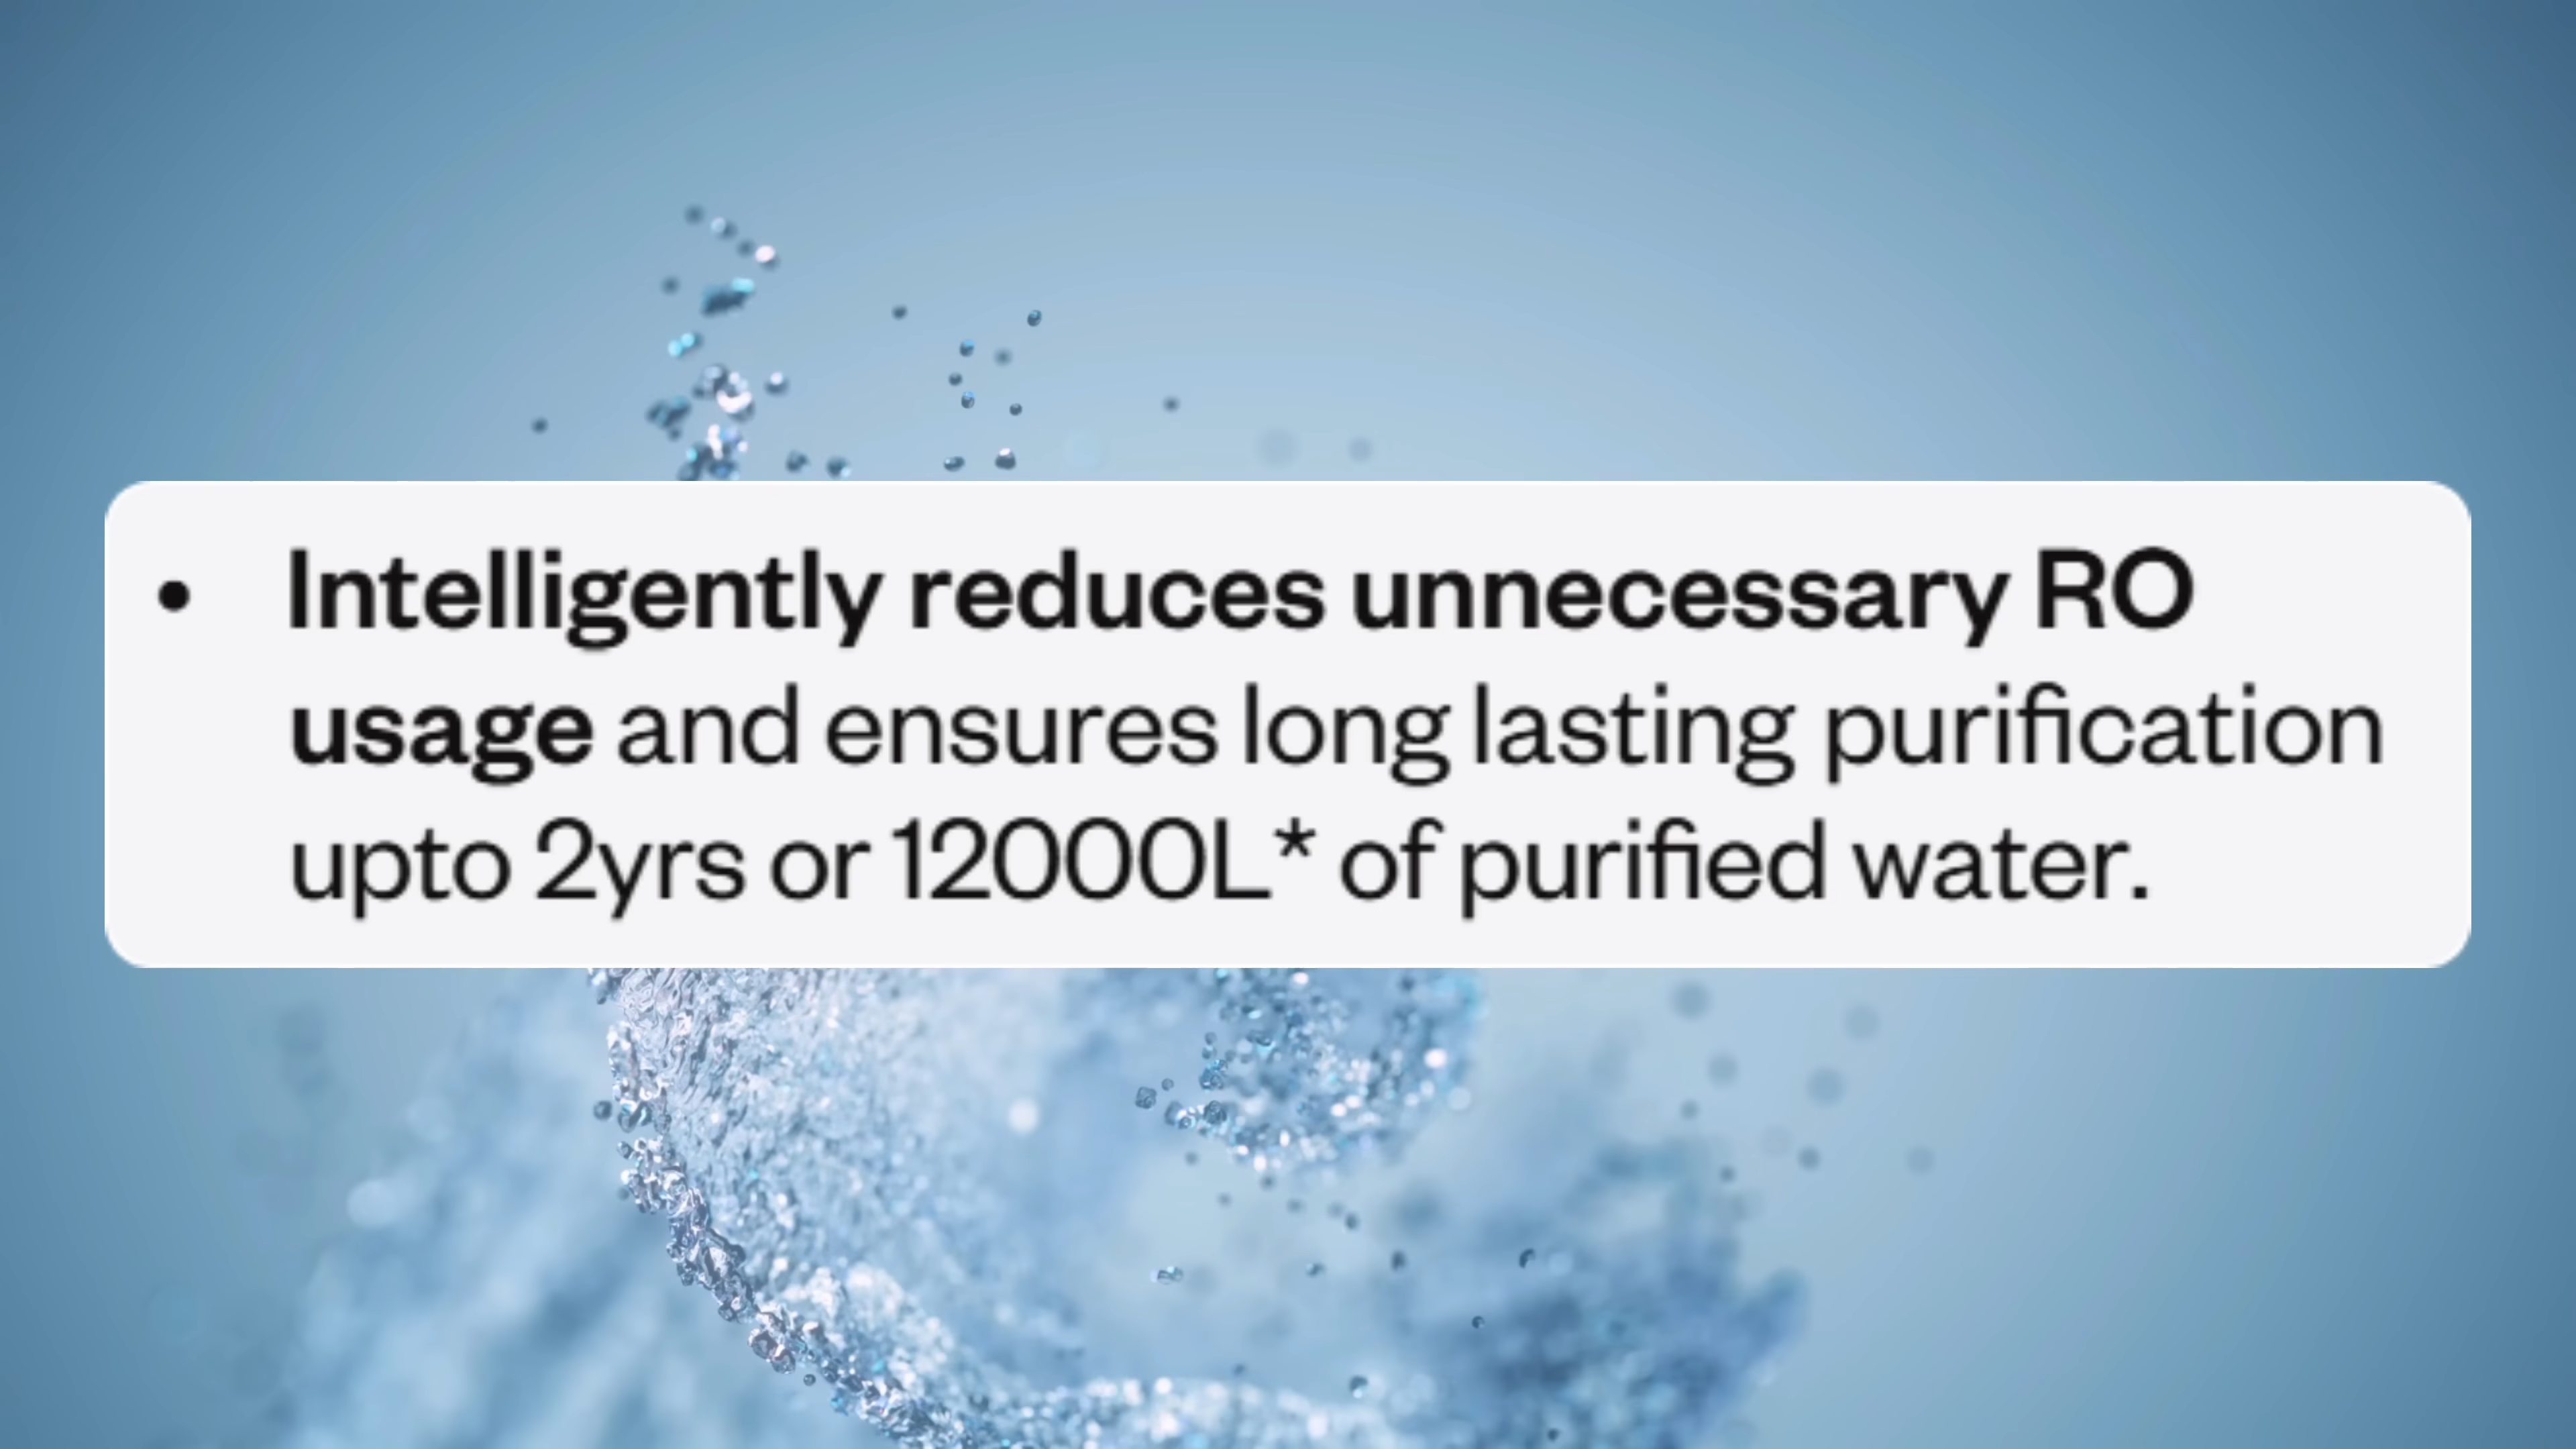 • Intelligently reduces unnecessary RO
usage and ensures long lasting purification
upto 2yrs or 12000L* of purified water.